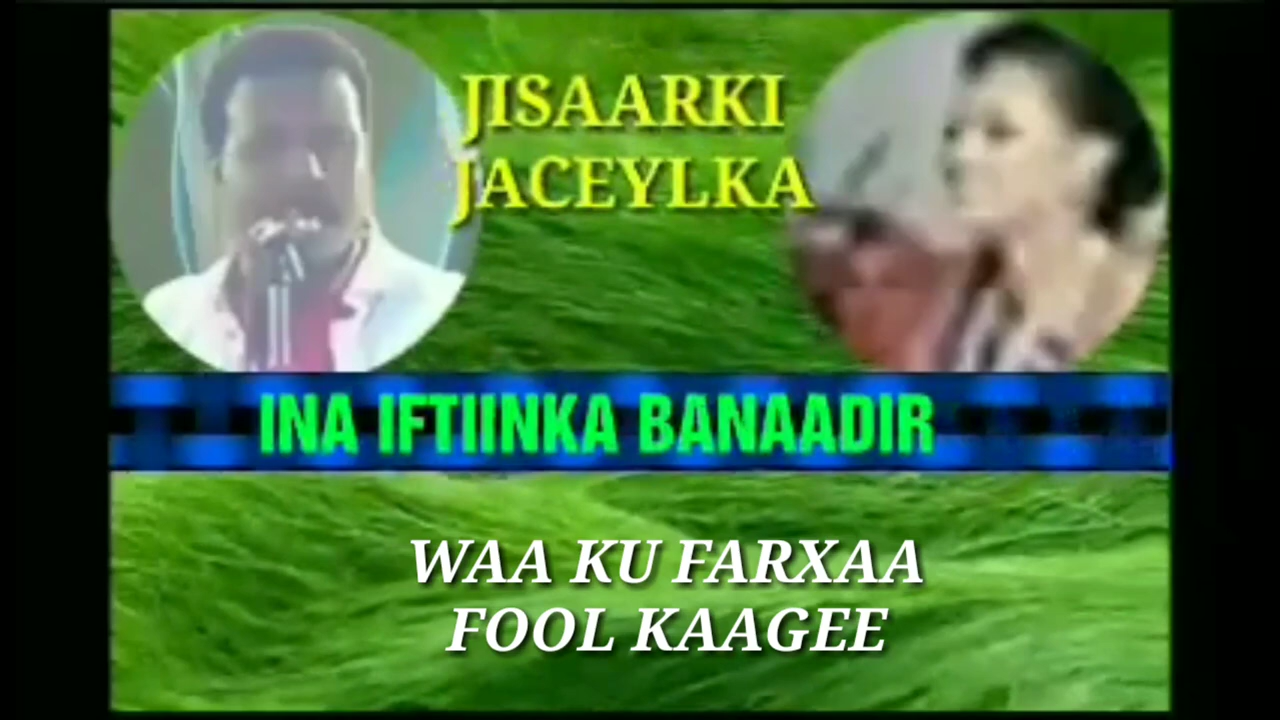 JISAARKI
JACEYLKA
INA IFTIINKA BANAADIR
WAA KU FARXAA
FOOL KAAGEE